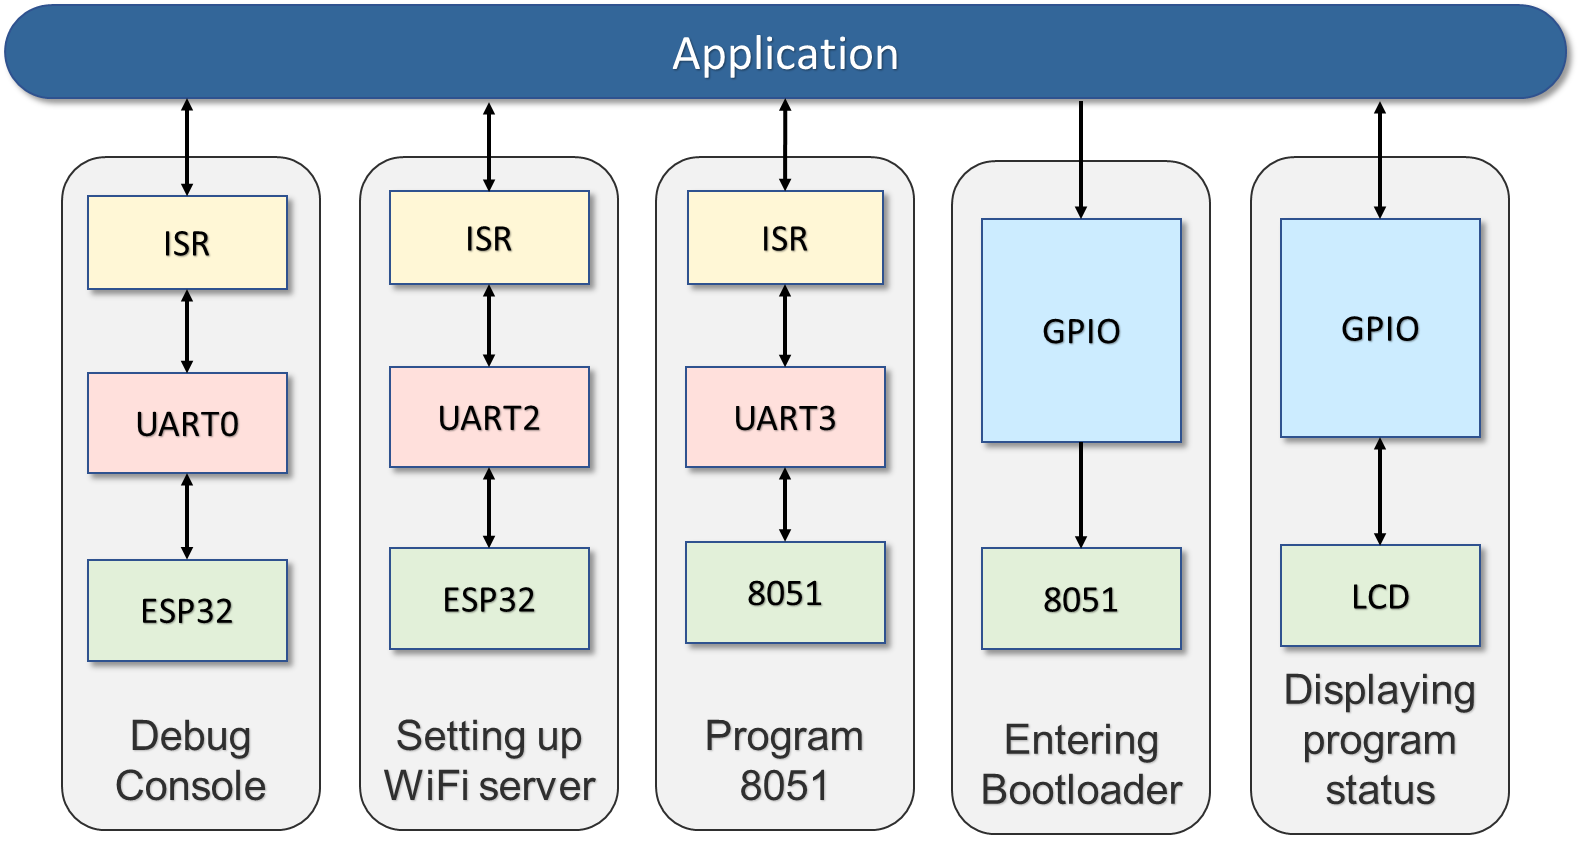 Application
ISR
UART0
ESP32
Debug
Console
ISR
UART2
ESP32
Setting up
WiFi server
ISR
UART3
8051
Program
8051
GPIO
8051
Entering
Bootloader
GPIO
LCD
Displaying
program
status